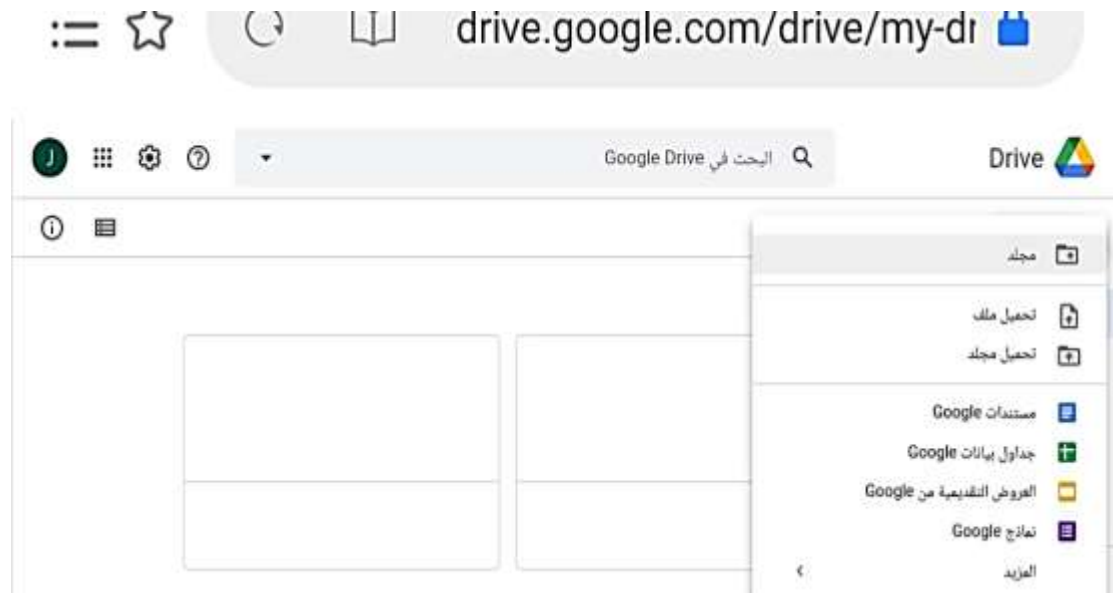 drive.google.com/drive/my-dr
Drive
البحث في Google Drive
J
مجلد
تحميل ملف
تحميل مجلد
مستندات Google
جداول بيانات Google
العروض التقديمية من Google
نماذج Google
المزيد